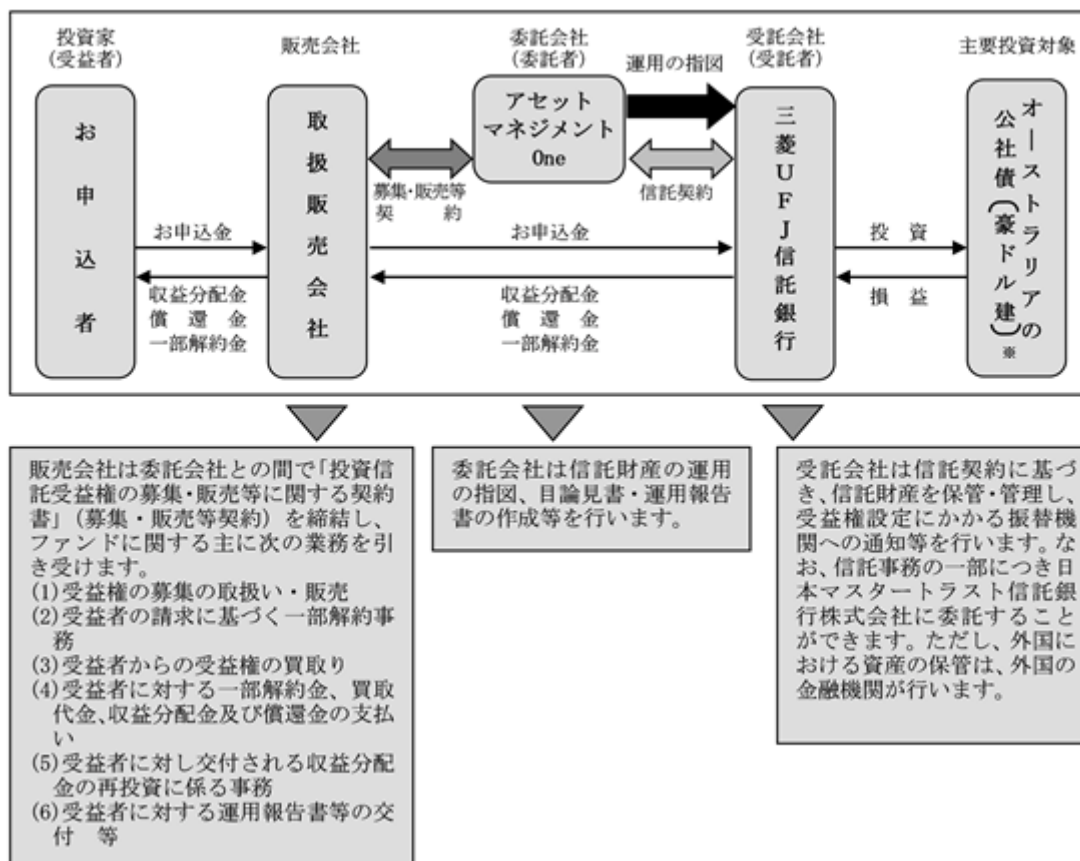 投資家
(受益者)
販売会社
委託会社
(委託者)
受託会社
(受託者)
主要投資対象
運用の指図
お申込者
取扱販売会社
アセット
マネジメント
One
三菱UFJ信託銀行
オーストラリアの
公社債(豪ドル建)※
募集・販売等
契　　約
信託契約
お申込金
お申込金
投　資
収益分配金
償　還　金
一部解約金
収益分配金
償　還　金
一部解約金
損　益
販売会社は委託会社との間で「投資信
託受益権の募集・販売等に関する契約
書」(募集・販売等契約) を締結し、
ファンドに関する主に次の業務を引
き受けます。
(1)受益権の募集の取扱い・販売
(2)受益者の請求に基づく一部解約事
務
(3)受益者からの受益権の買取り
(4)受益者に対する一部解約金、買取
代金、収益分配金及び償還金の支払
い
(5)受益者に対し交付される収益分配
金の再投資に係る事務
(6)受益者に対する運用報告書等の交
付　等
委託会社は信託財産の運用
の指図、目論見書・運用報告
書の作成等を行います。
受託会社は信託契約に基づ
き、信託財産を保管・管理し、
受益権設定にかかる振替機
関への通知等を行います。な
お、信託事務の一部につき日
本マスタートラスト信託銀
行株式会社に委託すること
ができます。ただし、外国に
おける資産の保管は、外国の
金融機関が行います。